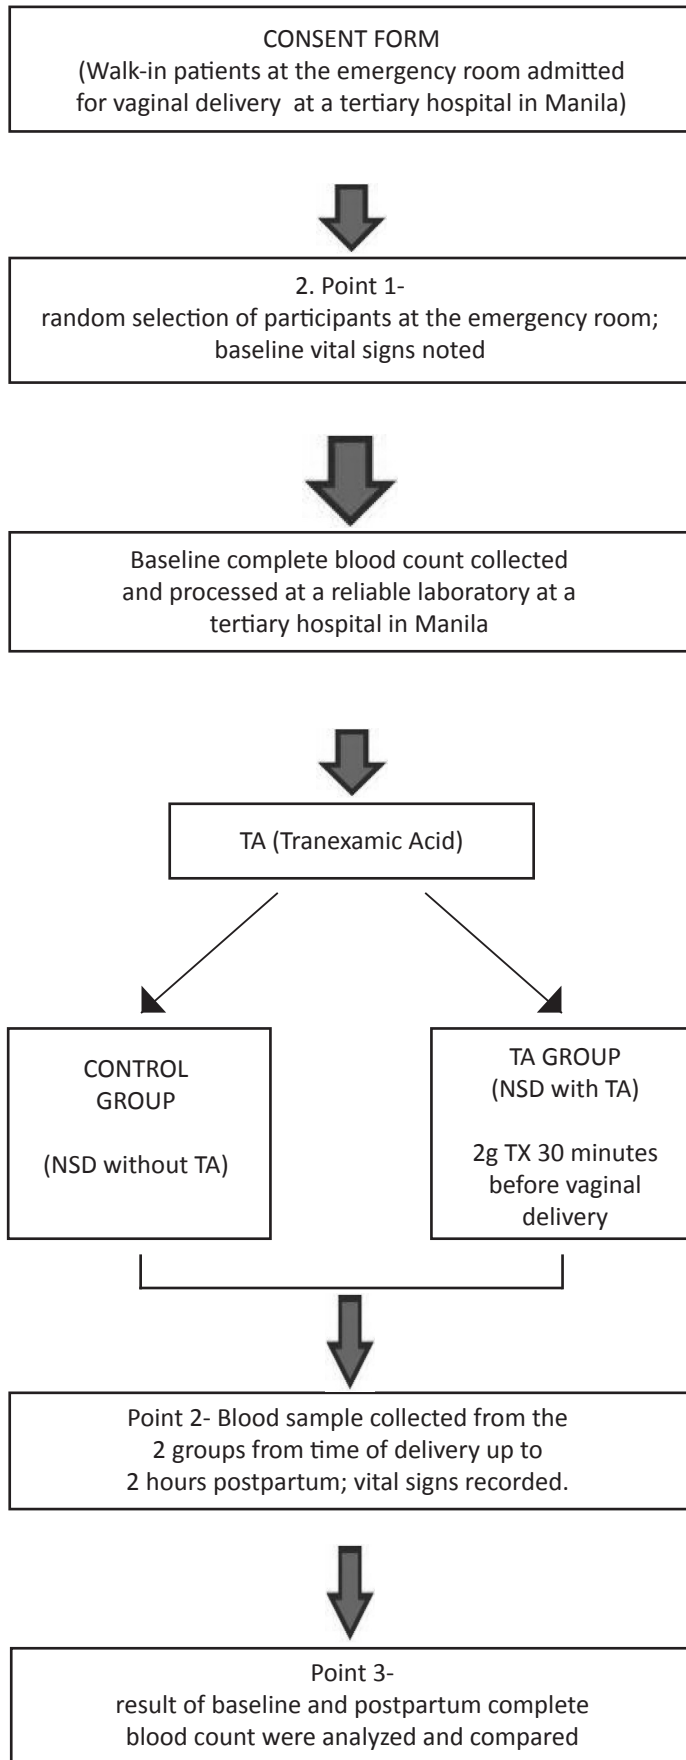 CONSENT FORM
(Walk-in patients at the emergency room admitted
for vaginal delivery at a tertiary hospital in Manila)
2. Point 1-
random selection of participants at the emergency room;
baseline vital signs noted
Baseline complete blood count collected
and processed at a reliable laboratory at a
tertiary hospital in Manila
TA (Tranexamic Acid)
CONTROL
GROUP
(NSD without TA)
TA GROUP
(NSD with TA)
2g TX 30 minutes
before vaginal
delivery
Point 2- Blood sample collected from the
2 groups from time of delivery up to
2 hours postpartum; vital signs recorded.
Point 3-
result of baseline and postpartum complete
blood count were analyzed and compared